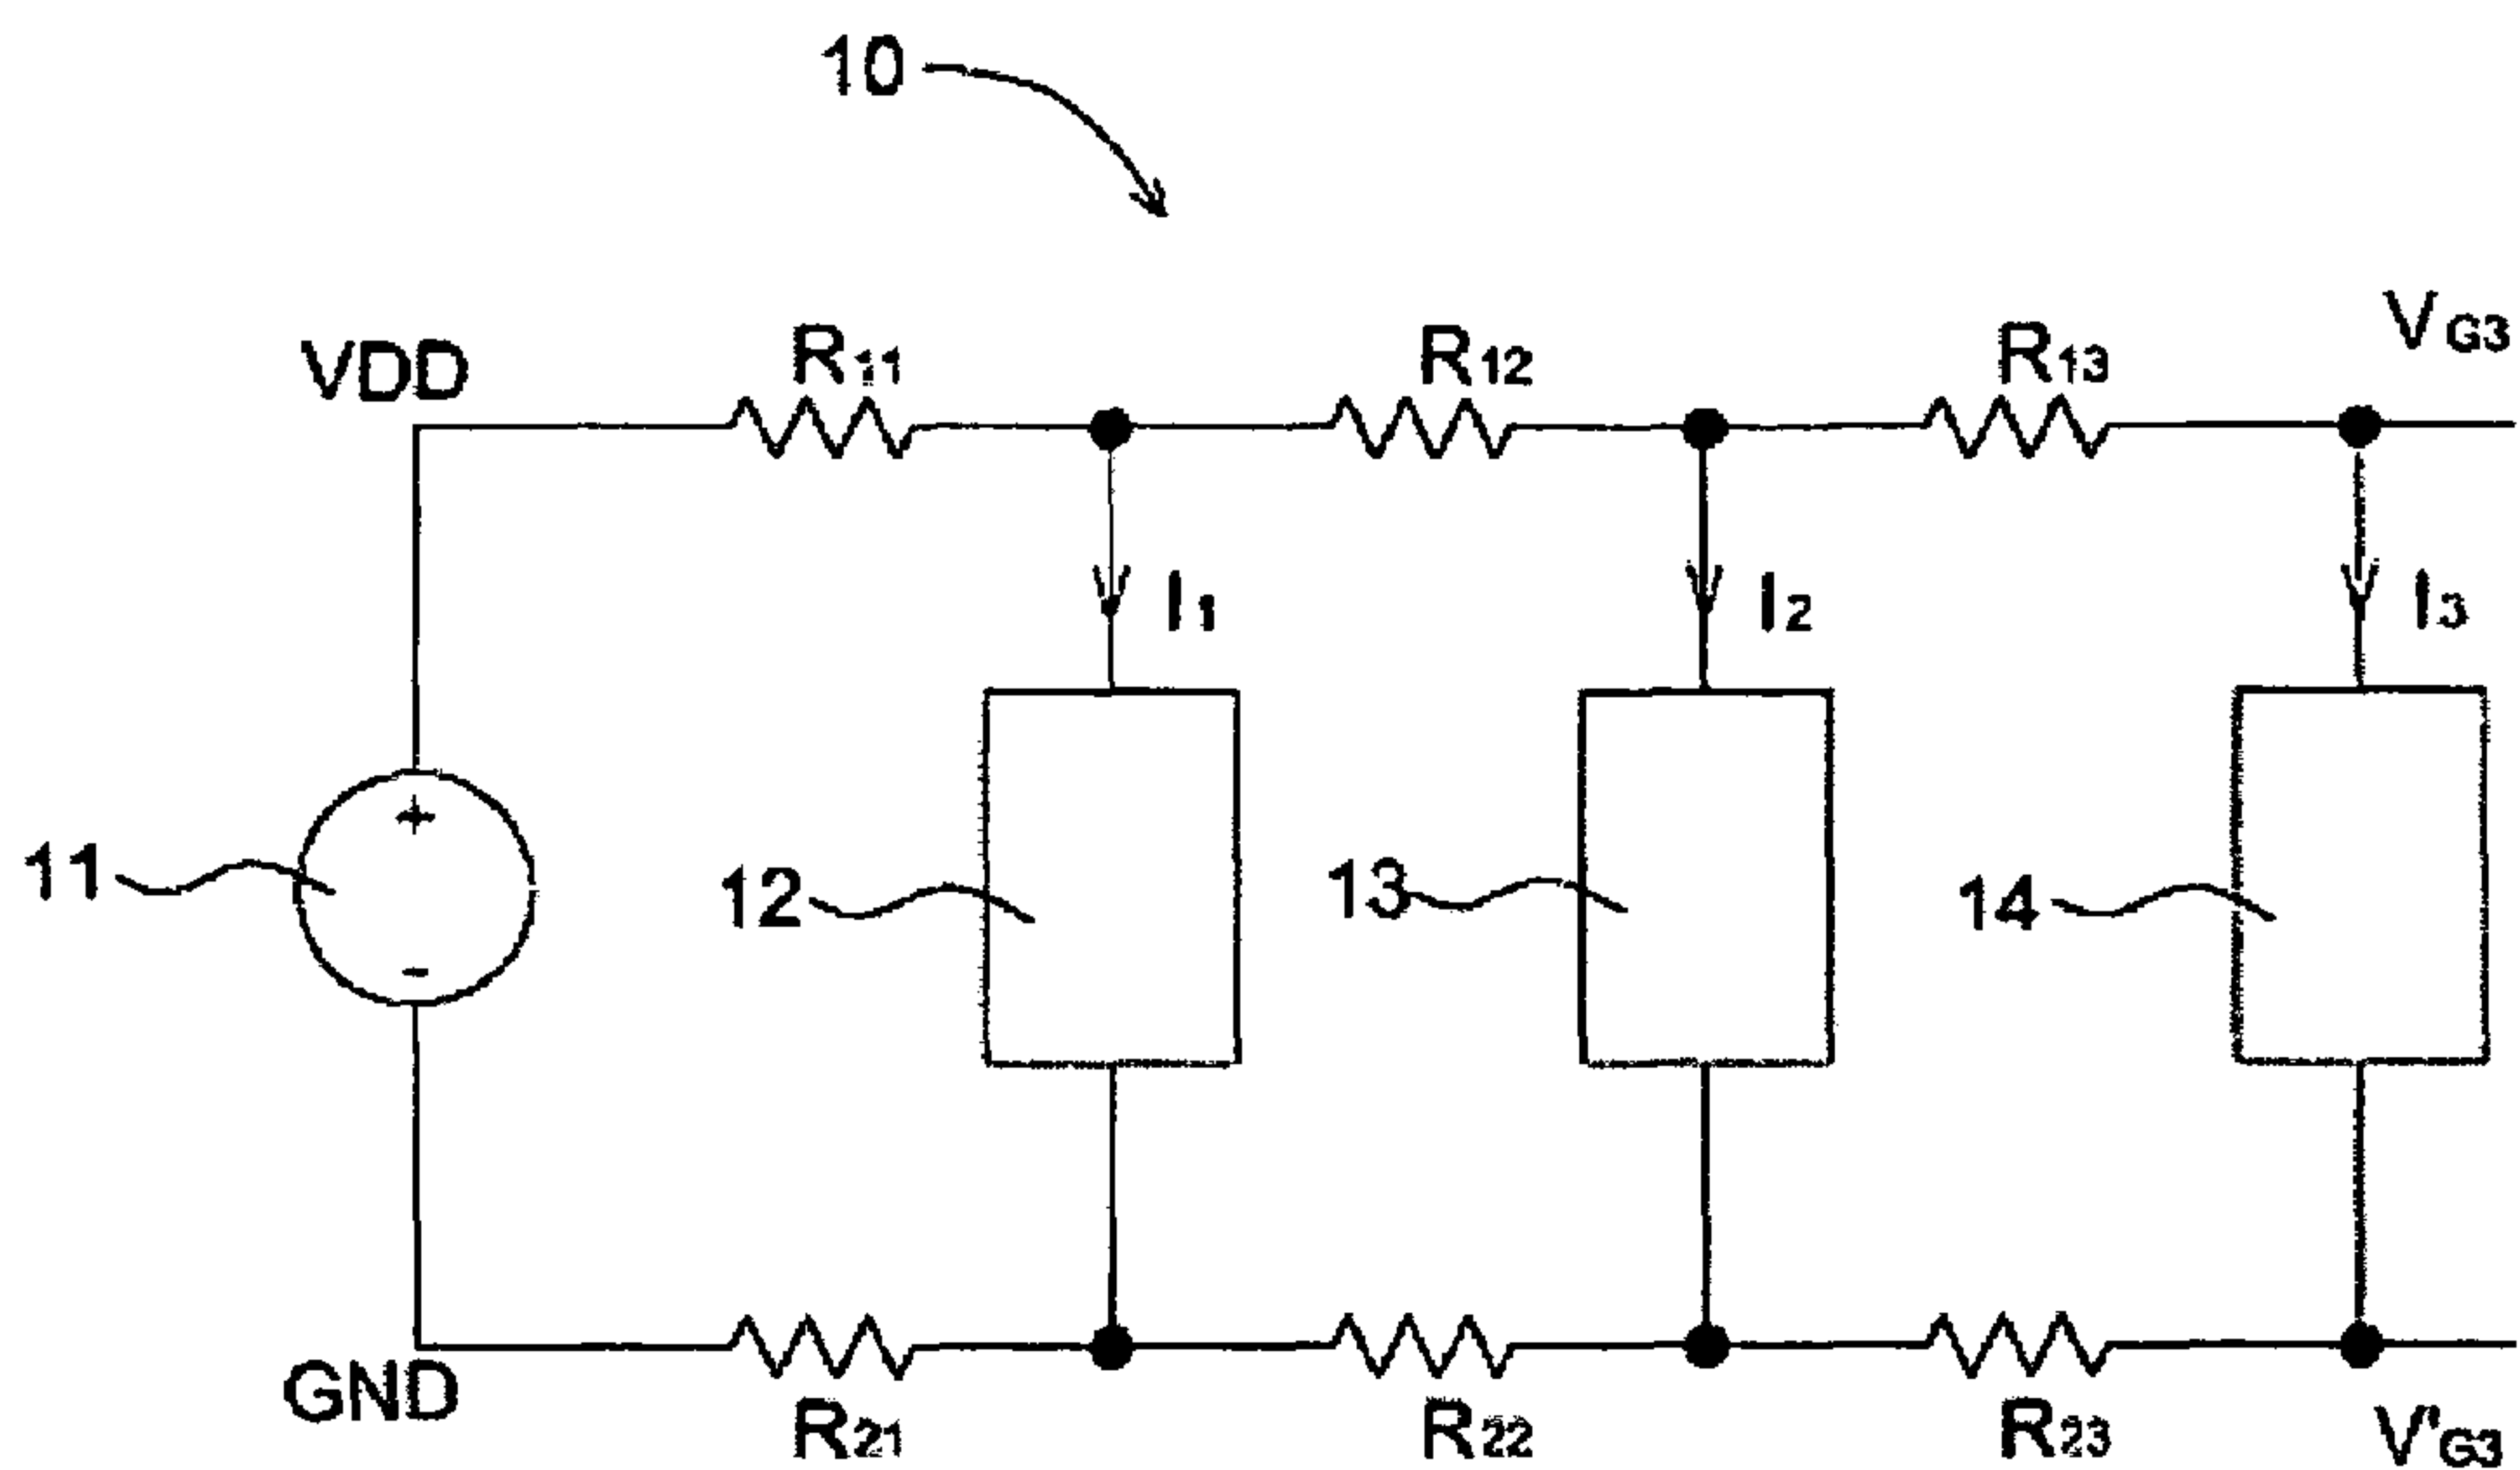 10
VDD
R11
R12
R13
VG3
I1
I2
I3
+
11
12
13
14
-
GND
R21
R22
R23
V'G3